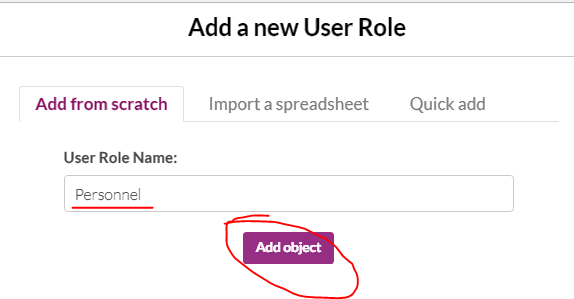 Add a new User Role
Add from scratch Import a spreadsheet Quick add
User Role Name:
Personnel
Add object